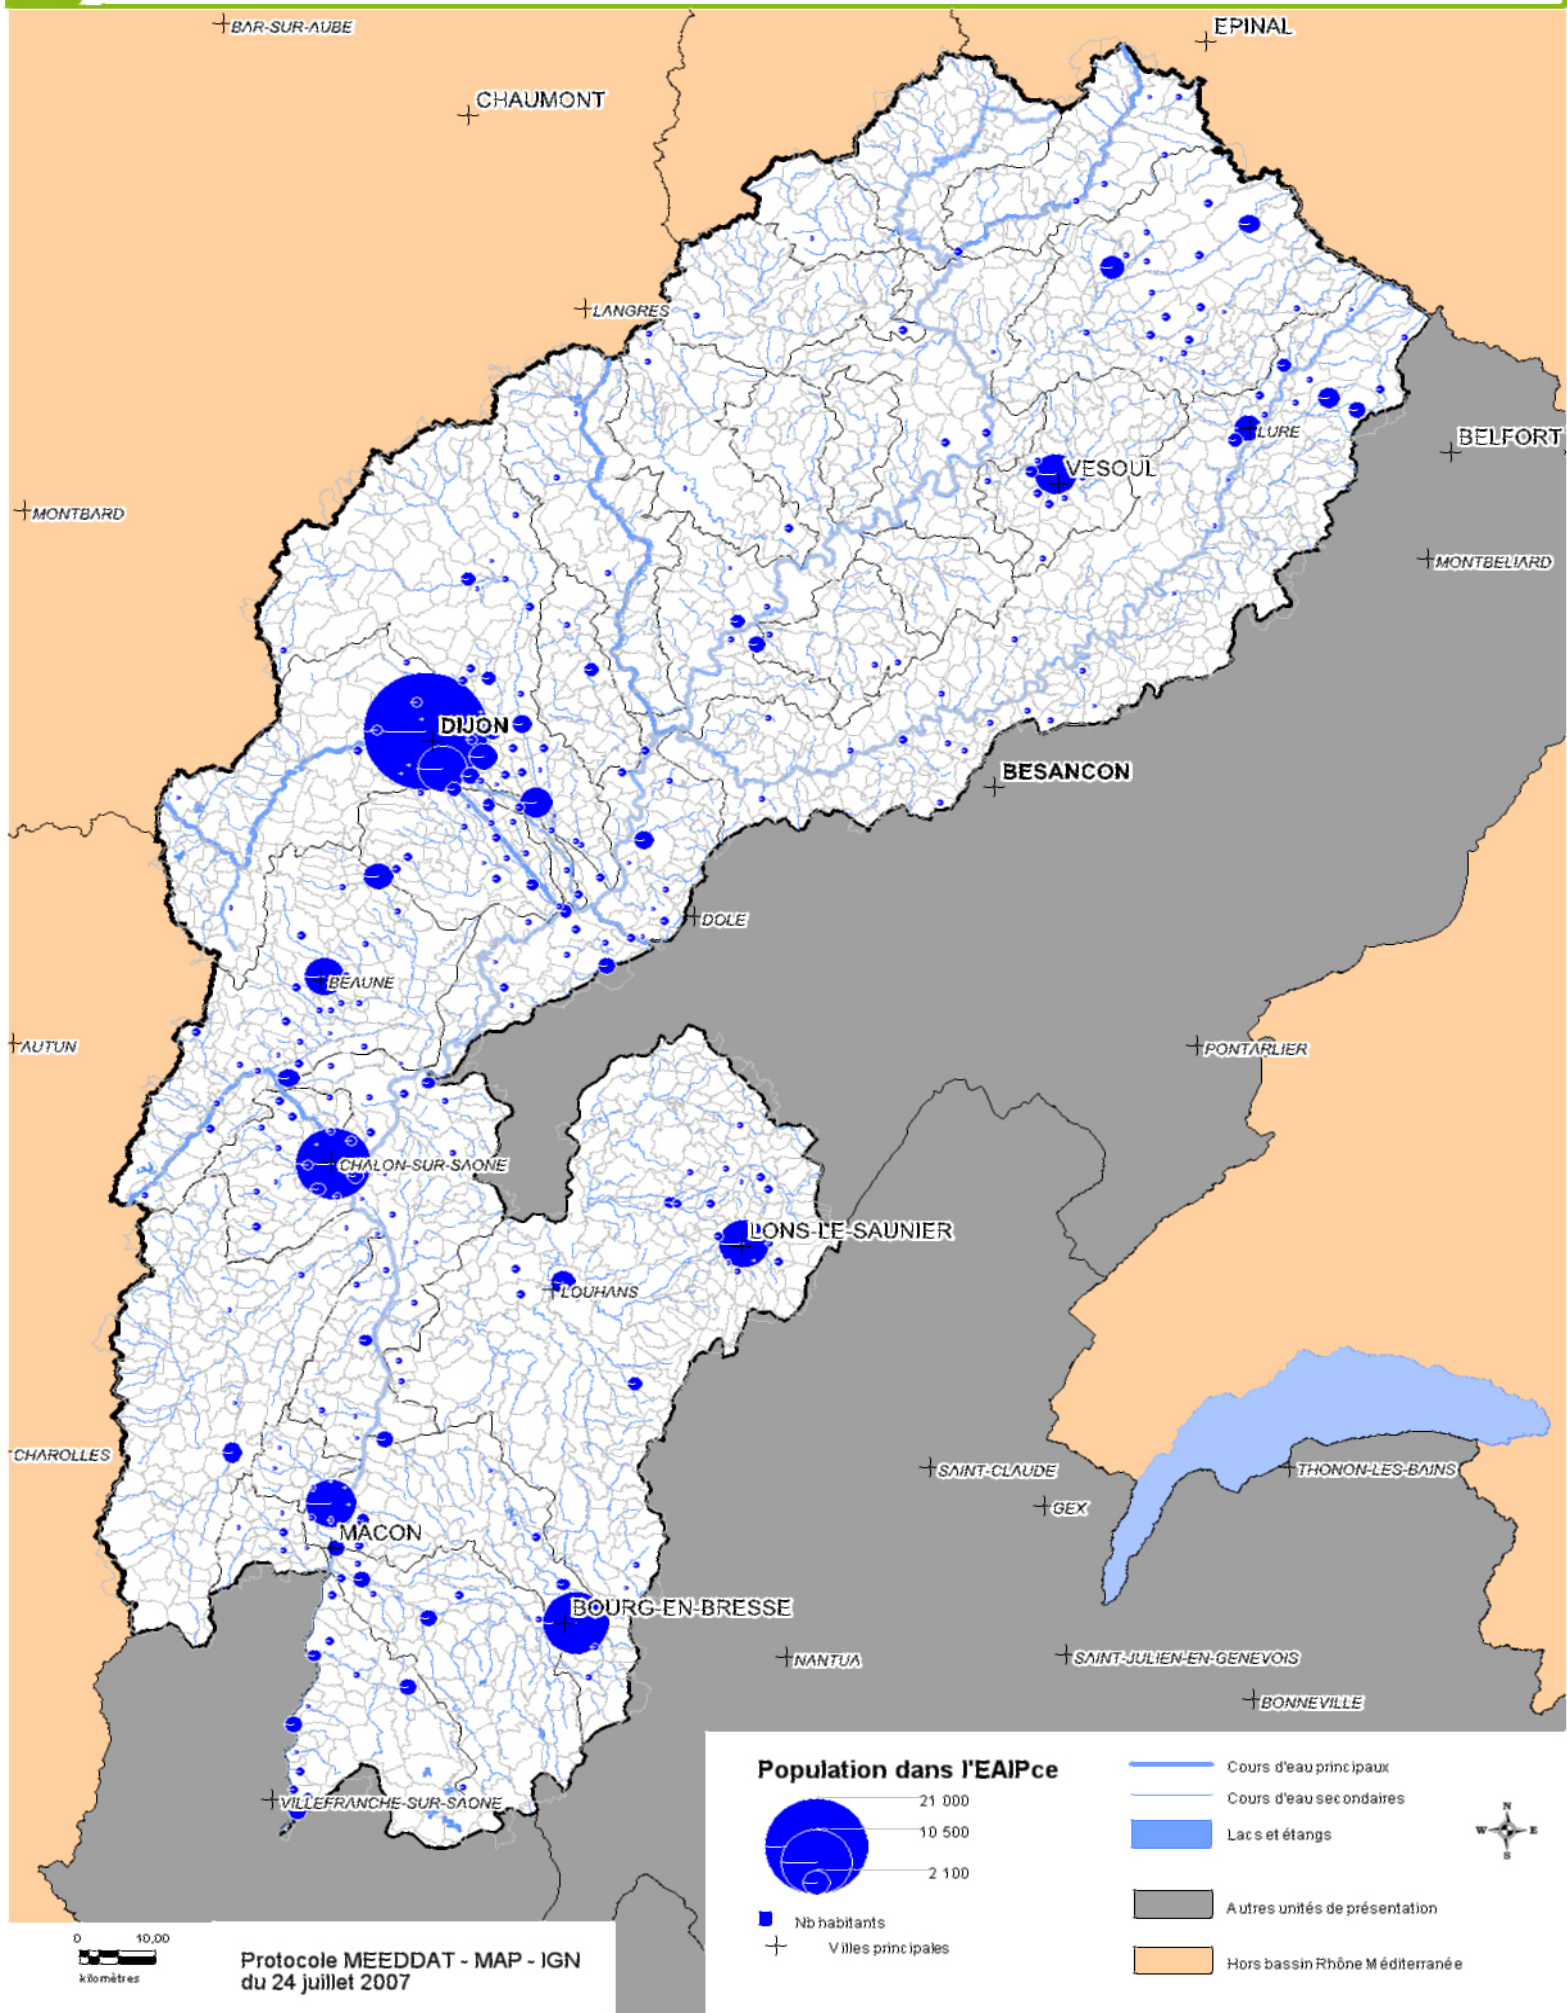 BAR-SUR-AUBE
EPINAL
CHAUMONT
LANGRES
LURE
BELFORT
VESOUL
MONTBARD
MONTBELIARD
DIJON
BESANCON
DOLE
BEAUNE
AUTUN
PONTARLIER
CHALON-SUR-SAONE
LONS-LE-SAUNIER
LOUHANS
CHAROLLES
SAINT-CLAUDE
THONON-LES-BAINS
GEX
MACON
BOURG-EN-BRESSE
NANTUA
SAINT-JULIEN-EN-GENEVOIS
BONNEVILLE
VILLEFRANCHE-SUR-SAONE
Population dans l'EAIPce
21 000
10 500
2 100
Nb habitants
Villes principales
Cours d'eau principaux
Cours d'eau secondaires
Lacs et étangs
Autres unités de présentation
Hors bassin Rhône Méditerranée
N
W E
S
0 10,00
kilomètres
Protocole MEEDDAT - MAP - IGN
du 24 juillet 2007